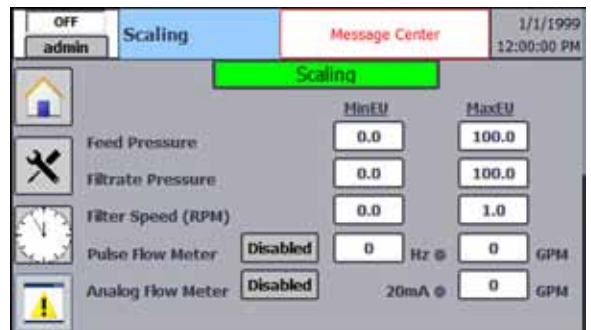 OFF
admin
Scaling
Message Center
1/1/1999
12:00:00 PM
Scaling
MinEU MaxEU
Feed Pressure 0.0 100.0
Filtrate Pressure 0.0 100.0
Filter Speed (RPM) 0.0 1.0
Pulse Flow Meter Disabled 0 Hz @ 0 GPM
Analog Flow Meter Disabled 20mA @ 0 GPM